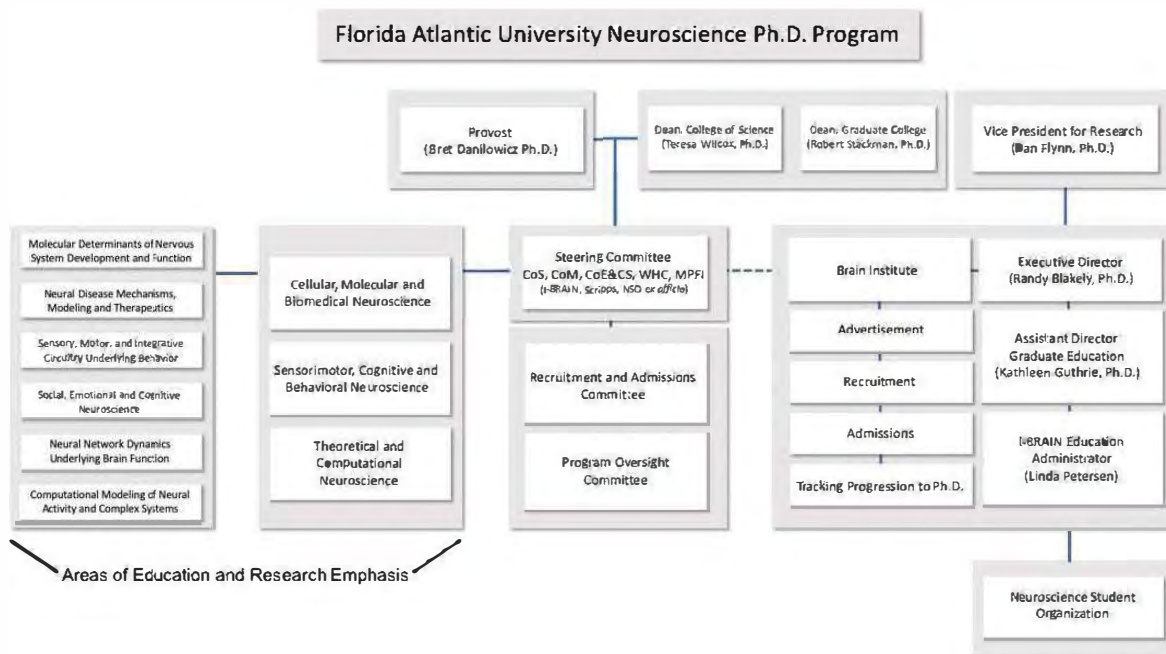 Florida Atlantic University Neuroscience Ph.D. Program
Provost
(Bret Danilowicz Ph.D.)
Dean, College of Science
(Teresa Wilcox, Ph.D.)
Dean, Graduate College
(Robert Stackman, Ph.D.)
Vice President for Research
(Dan Flynn, Ph.D.)
Molecular Determinants of Nervous
System Development and Function
Neural Disease Mechanisms,
Modeling and Therapeutics
Sensory, Motor, and Integrative
Circuitry Underlying Behavior
Social, Emotional and Cognitive
Neuroscience
Neural Network Dynamics
Underlying Brain Function
Computational Modeling of Neural
Activity and Complex Systems
Cellular, Molecular and
Biomedical Neuroscience
Sensorimotor, Cognitive and
Behavioral Neuroscience
Theoretical and
Computational
Neuroscience
Areas of Education and Research Emphasis
Steering Committee
CoS, CoM, CoE&CS, WHC, MPFI
(I-BRAIN, Scripps, NSO ex officio)
Recruitment and Admissions
Committee
Program Oversight
Committee
Brain Institute
Advertisement
Recruitment
Admissions
Tracking Progression to Ph.D.
Executive Director
(Randy Blakely, Ph.D.)
Assistant Director
Graduate Education
(Kathleen Guthrie, Ph.D.)
I-BRAIN Education
Administrator
(Linda Petersen)
Neuroscience Student
Organization